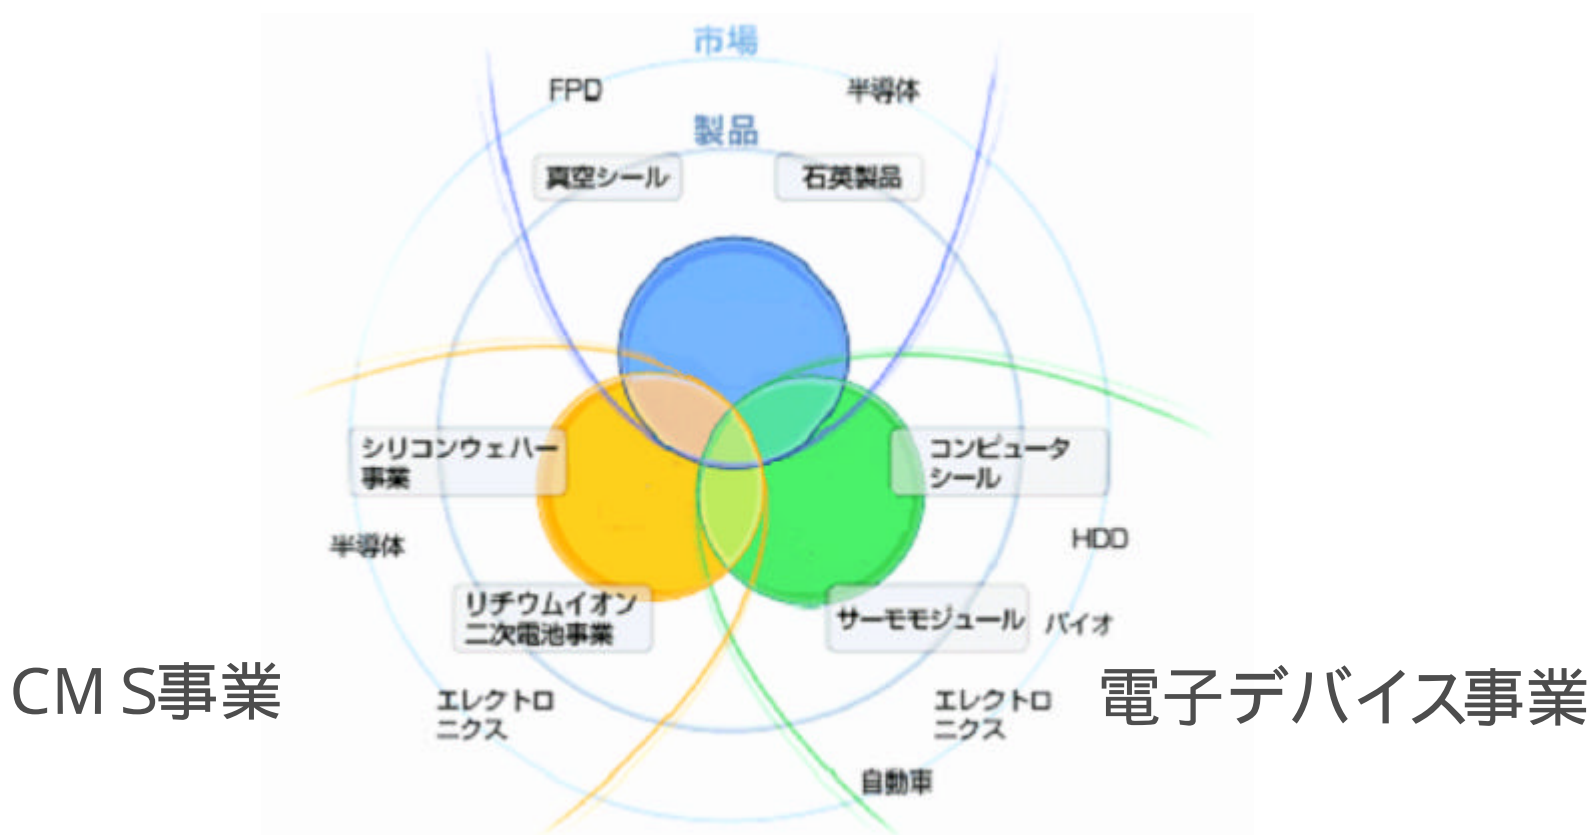 市場
FPD
半導体
製品
真空シール
石英製品
シリコンウェハー
事業
コンピュータ
シール
半導体
HDD
リチウムイオン
二次電池事業
サーモモジュール
バイオ
CMS事業
電子デバイス事業
エレクトロ
ニクス
エレクトロ
ニクス
自動車